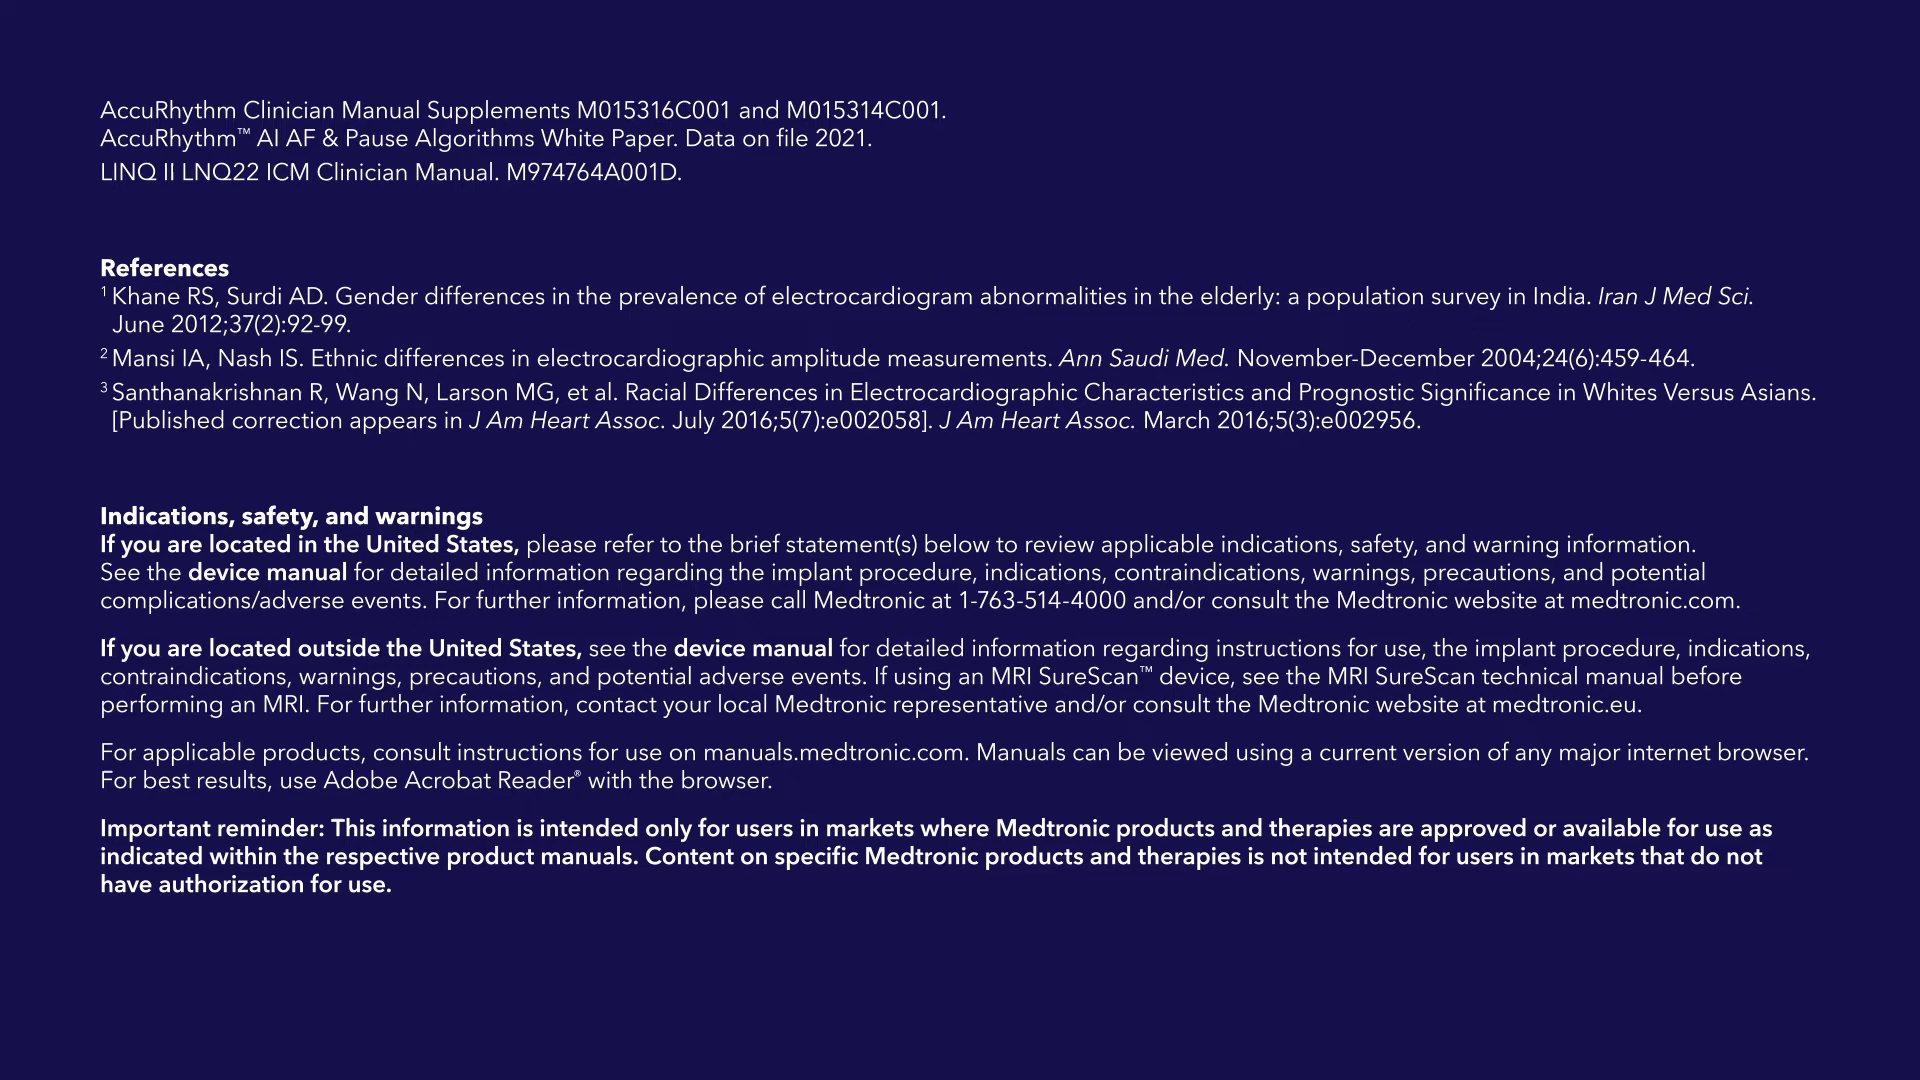 AccuRhythm Clinician Manual Supplements M015316C001 and M015314C001.
AccuRhythm™ AI AF & Pause Algorithms White Paper. Data on file 2021.
LINQ II LNQ22 ICM Clinician Manual. M974764A001D.
References
1 Khane RS, Surdi AD. Gender differences in the prevalence of electrocardiogram abnormalities in the elderly: a population survey in India. Iran J Med Sci.
June 2012;37(2):92-99.
2 Mansi IA, Nash IS. Ethnic differences in electrocardiographic amplitude measurements. Ann Saudi Med. November-December 2004;24(6):459-464.
3 Santhanakrishnan R, Wang N, Larson MG, et al. Racial Differences in Electrocardiographic Characteristics and Prognostic Significance in Whites Versus Asians.
[Published correction appears in J Am Heart Assoc. July 2016;5(7):e002058]. J Am Heart Assoc. March 2016;5(3):e002956.
Indications, safety, and warnings
If you are located in the United States, please refer to the brief statement(s) below to review applicable indications, safety, and warning information.
See the device manual for detailed information regarding the implant procedure, indications, contraindications, warnings, precautions, and potential
complications/adverse events. For further information, please call Medtronic at 1-763-514-4000 and/or consult the Medtronic website at medtronic.com.
If you are located outside the United States, see the device manual for detailed information regarding instructions for use, the implant procedure, indications,
contraindications, warnings, precautions, and potential adverse events. If using an MRI SureScan™ device, see the MRI SureScan technical manual before
performing an MRI. For further information, contact your local Medtronic representative and/or consult the Medtronic website at medtronic.eu.
For applicable products, consult instructions for use on manuals.medtronic.com. Manuals can be viewed using a current version of any major internet browser.
For best results, use Adobe Acrobat Reader® with the browser.
Important reminder: This information is intended only for users in markets where Medtronic products and therapies are approved or available for use as
indicated within the respective product manuals. Content on specific Medtronic products and therapies is not intended for users in markets that do not
have authorization for use.